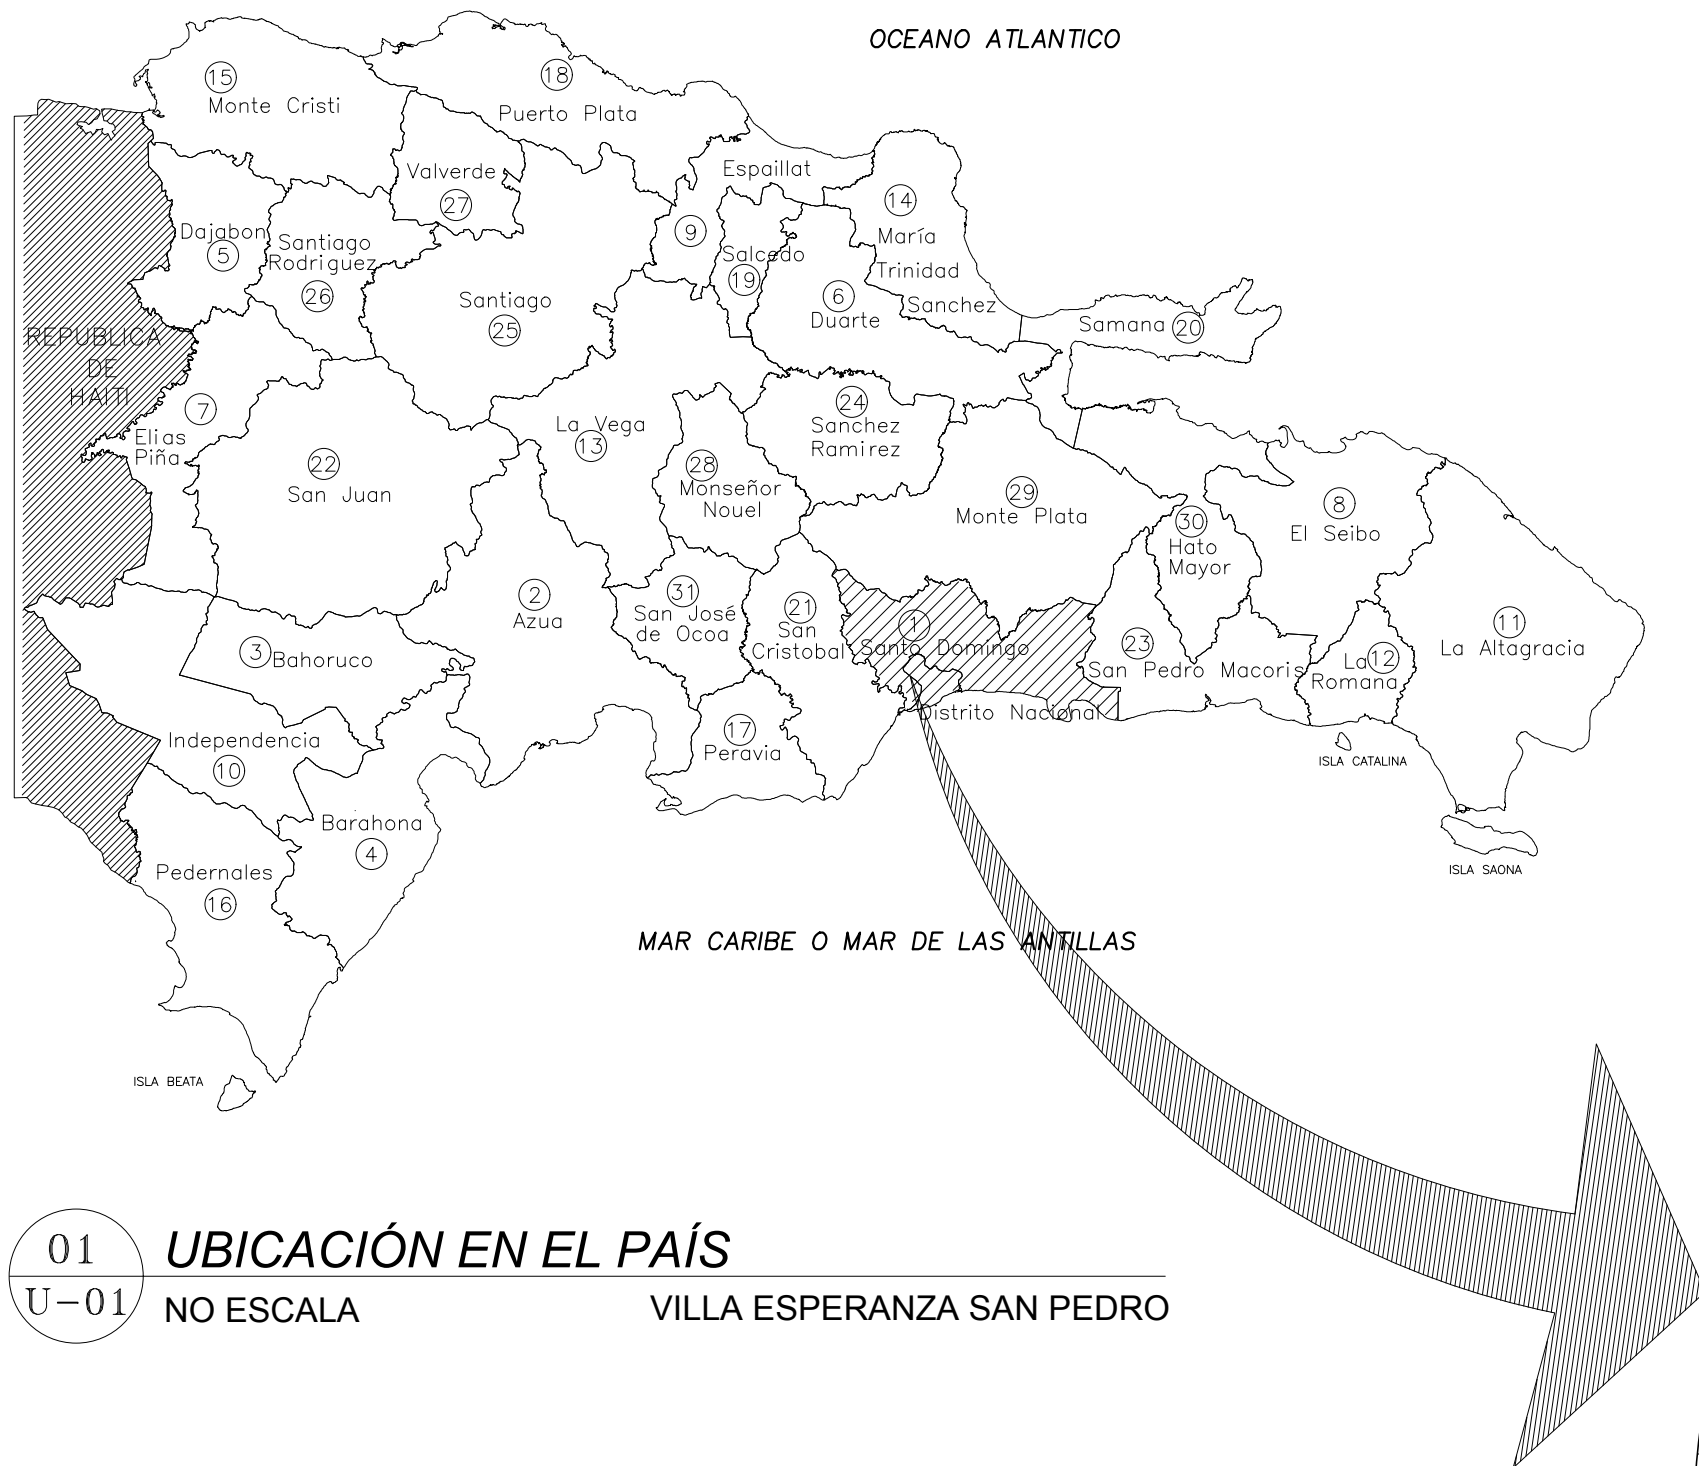 OCEANO ATLANTICO
15
Monte Cristi
18
Puerto Plata
Valverde
27
Espaillat
9
14
María
Trinidad
Sanchez
Dajabon
5
Santiago
Rodriguez
26
Salcedo
19
6
Duarte
Santiago
25
Samana 20
REPUBLICA
DE
HAITI
7
Elias
Piña
22
San Juan
La Vega
13
24
Sanchez
Ramirez
28
Monseñor
Nouel
29
Monte Plata
30
Hato
Mayor
8
El Seibo
2
Azua
31
San José
de Ocoa
21
San
Cristobal
1
Santo Domingo
23
San Pedro Macoris
La 12
Romana
11
La Altagracia
3 Bahoruco
Distrito Nacional
17
Peravia
Independencia
10
ISLA CATALINA
Barahona
4
Pedernales
16
ISLA SAONA
MAR CARIBE O MAR DE LAS ANTILLAS
ISLA BEATA
01
U-01
UBICACIÓN EN EL PAÍS
NO ESCALA
VILLA ESPERANZA SAN PEDRO